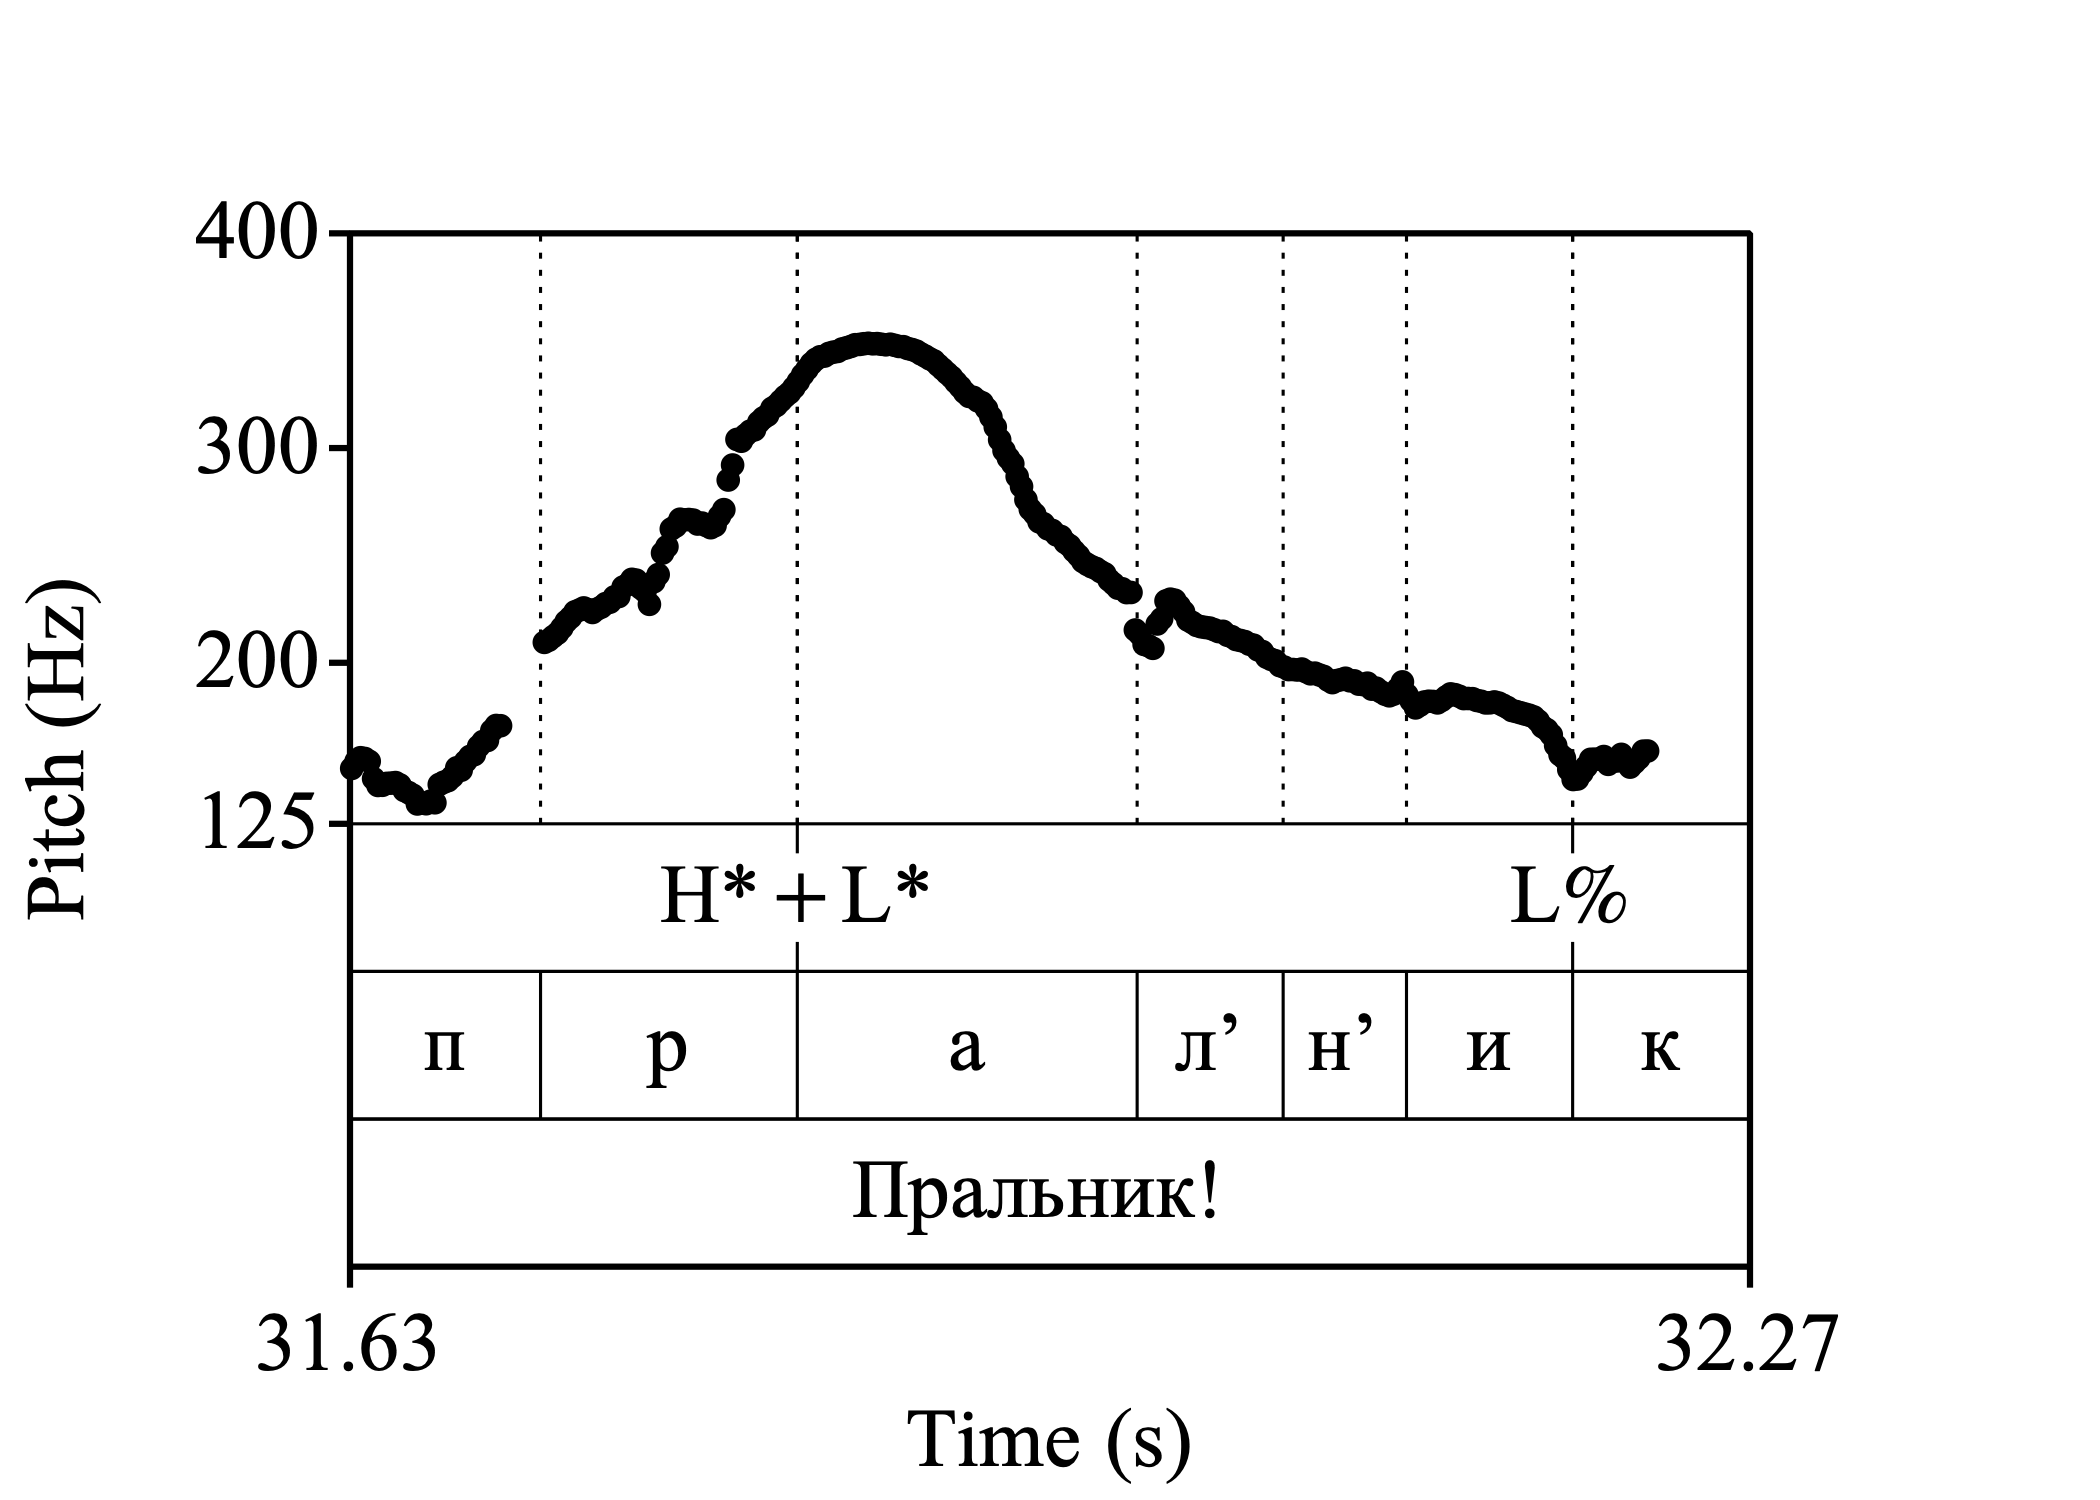 400
300
200
125
Pitch (Hz)
H*+L* L%
п р а л’ н’ и к
Пральник!
31.63 32.27
Time (s)